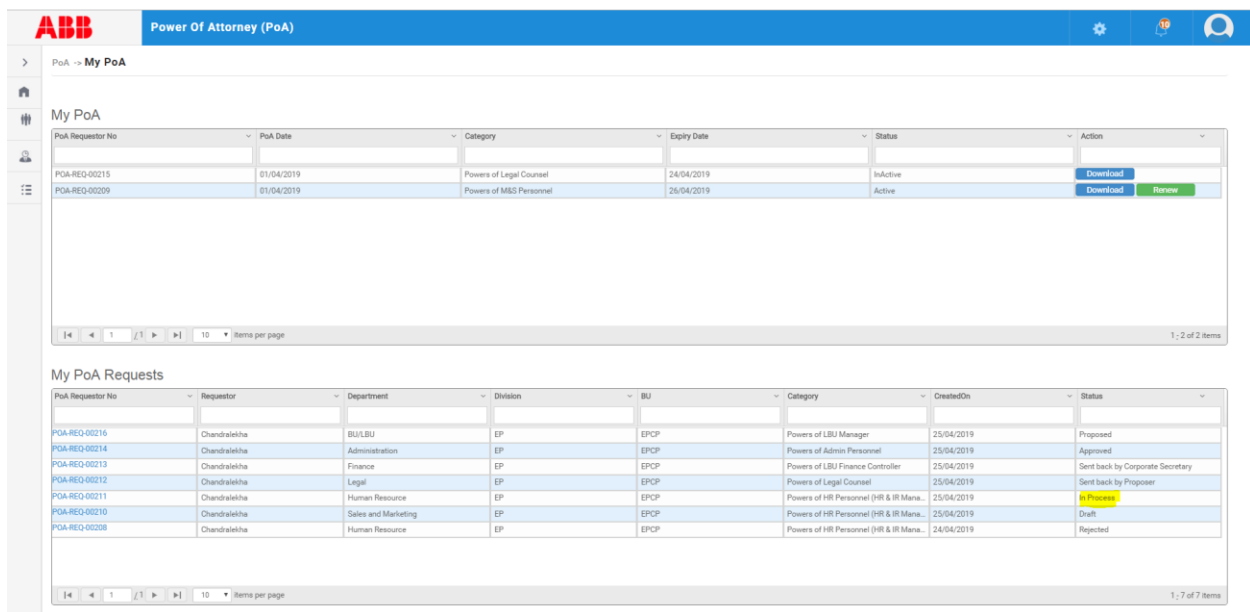 ABB Power Of Attorney (PoA) 10
PoA -> My PoA
My PoA
PoA Requestor No PoA Date Category Expiry Date Status Action
POA-REQ-00215 01/04/2019 Powers of Legal Counsel 24/04/2019 InActive Download
POA-REQ-00209 01/04/2019 Powers of M&S Personnel 26/04/2019 Active Download Renew
1 /1 10 items per page 1 - 2 of 2 items
My PoA Requests
PoA Requestor No Requestor Department Division BU Category CreatedOn Status
POA-REQ-00216 Chandralekha BU/LBU EP EPCP Powers of LBU Manager 25/04/2019 Proposed
POA-REQ-00214 Chandralekha Administration EP EPCP Powers of Admin Personnel 25/04/2019 Approved
POA-REQ-00213 Chandralekha Finance EP EPCP Powers of LBU Finance Controller 25/04/2019 Sent back by Corporate Secretary
POA-REQ-00212 Chandralekha Legal EP EPCP Powers of Legal Counsel 25/04/2019 Sent back by Proposer
POA-REQ-00211 Chandralekha Human Resource EP EPCP Powers of HR Personnel (HR & IR Mana... 25/04/2019 In Process
POA-REQ-00210 Chandralekha Sales and Marketing EP EPCP Powers of HR Personnel (HR & IR Mana... 25/04/2019 Draft
POA-REQ-00208 Chandralekha Human Resource EP EPCP Powers of HR Personnel (HR & IR Mana... 24/04/2019 Rejected
1 /1 10 items per page 1 - 7 of 7 items